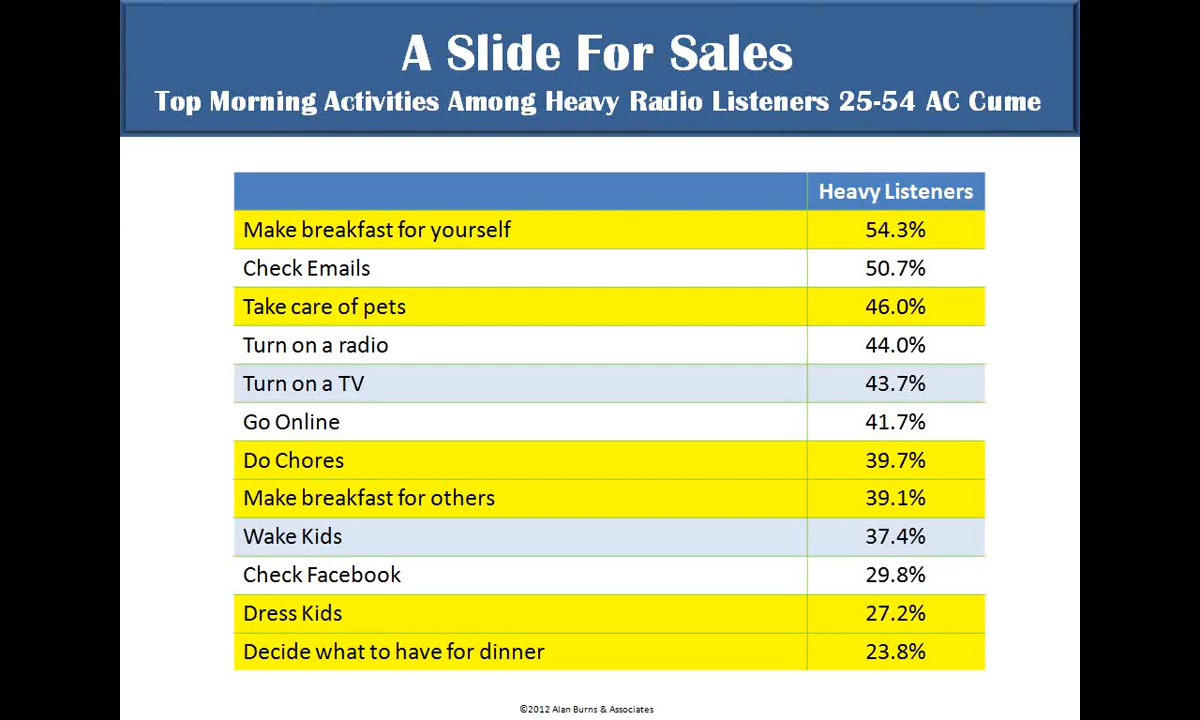 A Slide For Sales
Top Morning Activities Among Heavy Radio Listeners 25-54 AC Cume
Heavy Listeners
Make breakfast for yourself 54.3%
Check Emails 50.7%
Take care of pets 46.0%
Turn on a radio 44.0%
Turn on a TV 43.7%
Go Online 41.7%
Do Chores 39.7%
Make breakfast for others 39.1%
Wake Kids 37.4%
Check Facebook 29.8%
Dress Kids 27.2%
Decide what to have for dinner 23.8%
©2012 Alan Burns & Associates